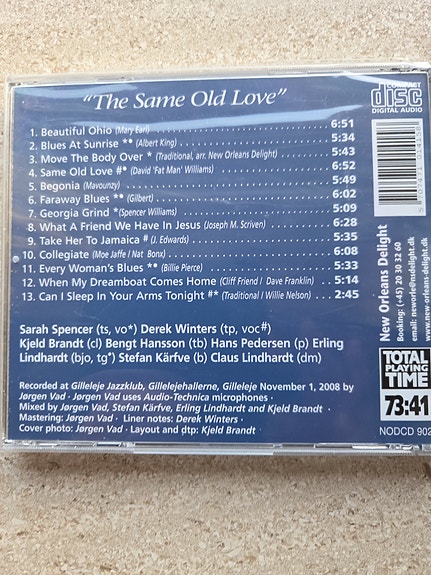 "The Same Old Love"
COMPACT
disc
DIGITAL AUDIO
1. Beautiful Ohio (Mary Earl) 6:51
2. Blues At Sunrise ** (Albert King) 5:34
3. Move The Body Over * (Traditional, arr. New Orleans Delight) 5:43
4. Same Old Love #* (David 'Fat Man' Williams) 6:52
5. Begonia (Mavounzy) 5:49
6. Faraway Blues ** (Gilbert) 6:02
7. Georgia Grind *(Spencer Williams) 5:09
8. What A Friend We Have In Jesus (Joseph M. Scriven) 6:28
9. Take Her To Jamaica # (J. Edwards) 5:35
10. Collegiate (Moe Jaffe / Nat Bonx) 6:08
11. Every Woman's Blues ** (Billie Pierce) 5:33
12. When My Dreamboat Comes Home (Cliff Friend / Dave Franklin) 5:14
13. Can I Sleep In Your Arms Tonight #* (Traditional / Willie Nelson) 2:45
Sarah Spencer (ts, vo*) Derek Winters (tp, voc#)
Kjeld Brandt (cl) Bengt Hansson (tb) Hans Pedersen (p) Erling
Lindhardt (bjo, tg*) Stefan Kärfve (b) Claus Lindhardt (dm)
Recorded at Gilleleje Jazzklub, Gillelejehallerne, Gilleleje November 1, 2008 by
Jørgen Vad · Jørgen Vad uses Audio-Technica microphones ·
Mixed by Jørgen Vad, Stefan Kärfve, Erling Lindhardt and Kjeld Brandt ·
Mastering: Jørgen Vad · Liner notes: Derek Winters ·
Cover photo: Jørgen Vad · Layout and dtp: Kjeld Brandt
New Orleans Delight
Booking: (+45) 20 30 32 60
neworle@nsdelight.dk
www.new-orleans-delight.dk
TOTAL
PLAYING
TIME
73:41
NODCD 902